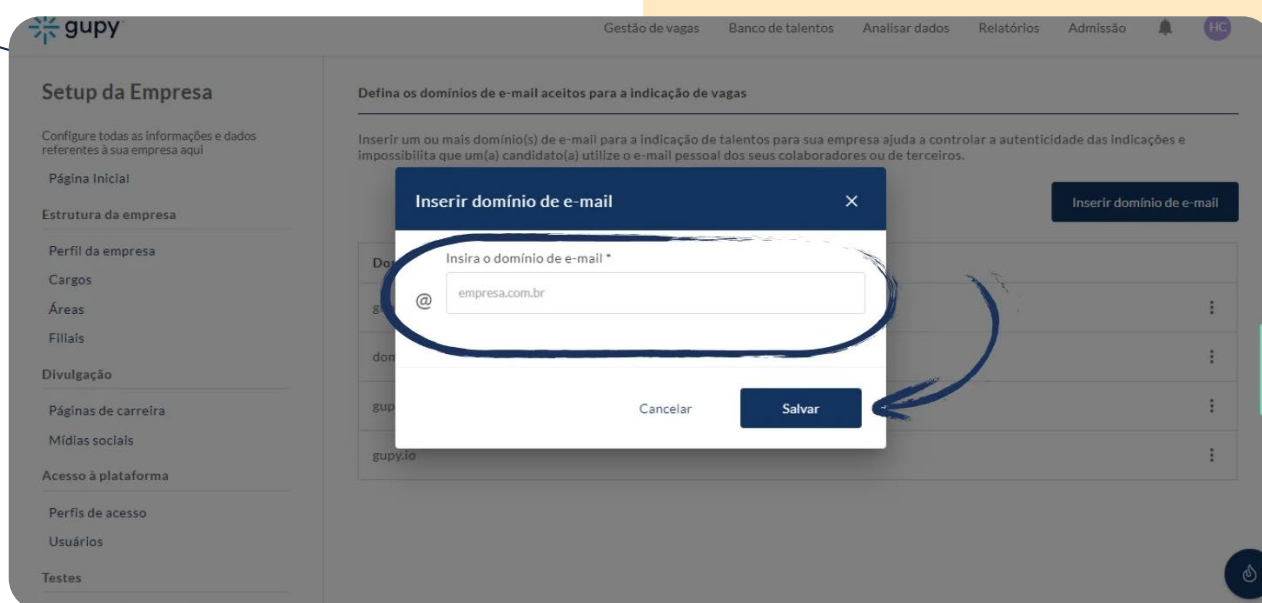 gupy
Gestão de vagas
Banco de talentos
Analisar dados
Relatórios
Admissão
HC
Setup da Empresa
Configure todas as informações e dados
referentes à sua empresa aqui
Página Inicial
Estrutura da empresa
Perfil da empresa
Cargos
Áreas
Filiais
Divulgação
Páginas de carreira
Mídias sociais
Acesso à plataforma
Perfis de acesso
Usuários
Testes
Defina os domínios de e-mail aceitos para a indicação de vagas
Inserir um ou mais domínio(s) de e-mail para a indicação de talentos para sua empresa ajuda a controlar a autenticidade das indicações e
impossibilita que um(a) candidato(a) utilize o e-mail pessoal dos seus colaboradores ou de terceiros.
Inserir domínio de e-mail
Inserir domínio de e-mail
Insira o domínio de e-mail *
@ empresa.com.br
Cancelar
Salvar
gupy.io